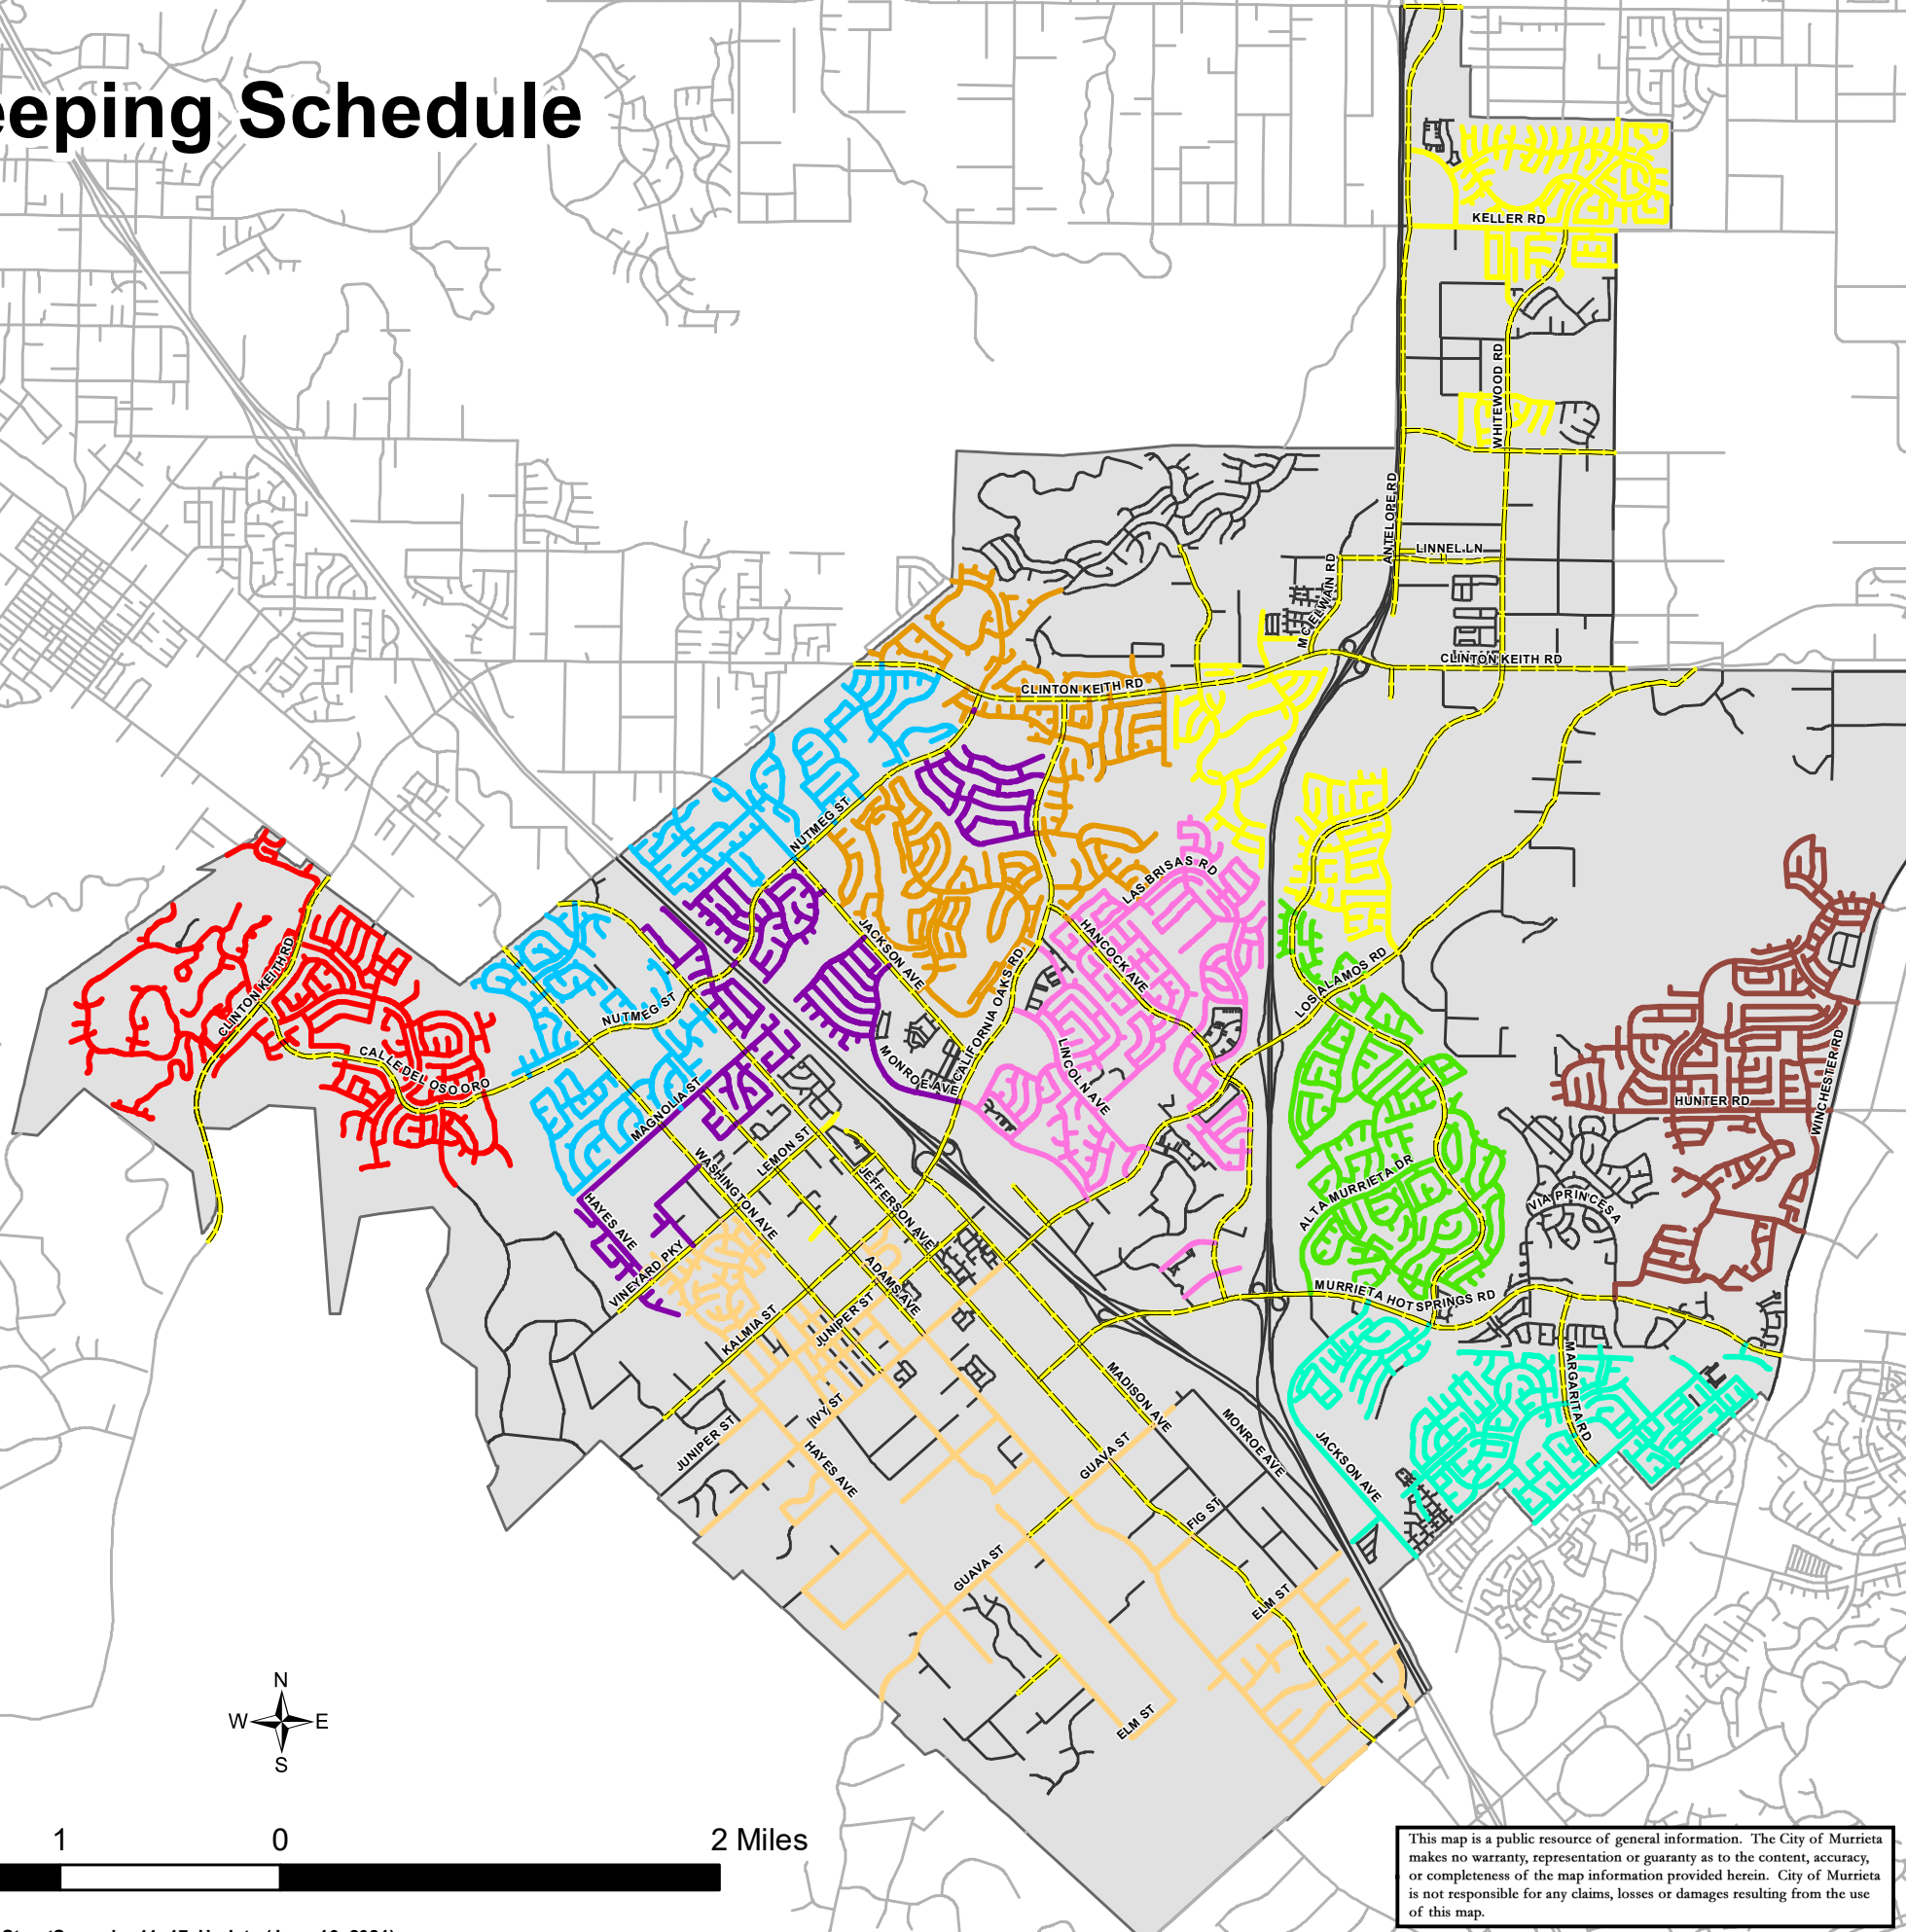 eeping Schedule
KELLER RD
WHITEWOOD RD
ANTELOPE RD
LINNEL LN
MCELWAIN RD
CLINTON KEITH RD
CLINTON KEITH RD
NUTMEG ST
LAS BRISAS RD
JACKSON AVE
HANCOCK AVE
CLINTON KEITH RD
LOS ALAMOS RD
CALIFORNIA OAKS RD
NUTMEG ST
CALLE DEL OSO ORO
MONROE AVE
LINCOLN AVE
WINCHESTER RD
HUNTER RD
MAGNOLIA ST
LEMON ST
WASHINGTON AVE
JEFFERSON AVE
ALTA MURRIETA DR
VIA PRINCESA
HAYES AVE
VINEYARD PKY
ADAMS AVE
MURRIETA HOT SPRINGS RD
KALMIA ST
JUNIPER ST
MARGARITA RD
MADISON AVE
IVY ST
JUNIPER ST
HAYES AVE
GUAVA ST
MONROE AVE
JACKSON AVE
FIG ST
GUAVA ST
ELM ST
ELM ST
N
W E
S
1 0 2 Miles
This map is a public resource of general information. The City of Murrieta
makes no warranty, representation or guaranty as to the content, accuracy,
or completeness of the map information provided herein. City of Murrieta
is not responsible for any claims, losses or damages resulting from the use
of this map.